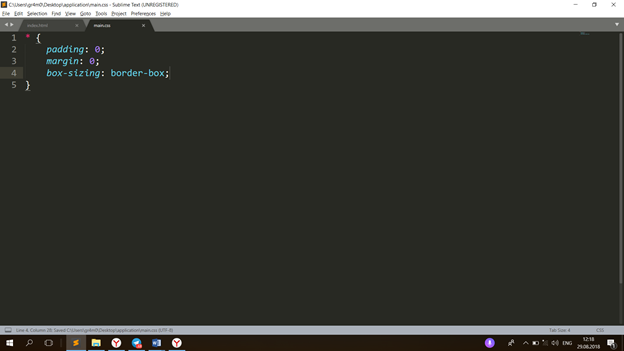 C:\Users\gr4m0\Desktop\application\main.css - Sublime Text (UNREGISTERED)
File Edit Selection Find View Goto Tools Project Preferences Help
index.html main.css
1 * {
2 padding: 0;
3 margin: 0;
4 box-sizing: border-box;
5 }
Line 4, Column 28; Saved C:\Users\gr4m0\Desktop\application\main.css (UTF-8) Tab Size: 4 CSS
ENG
12:18
29.08.2018